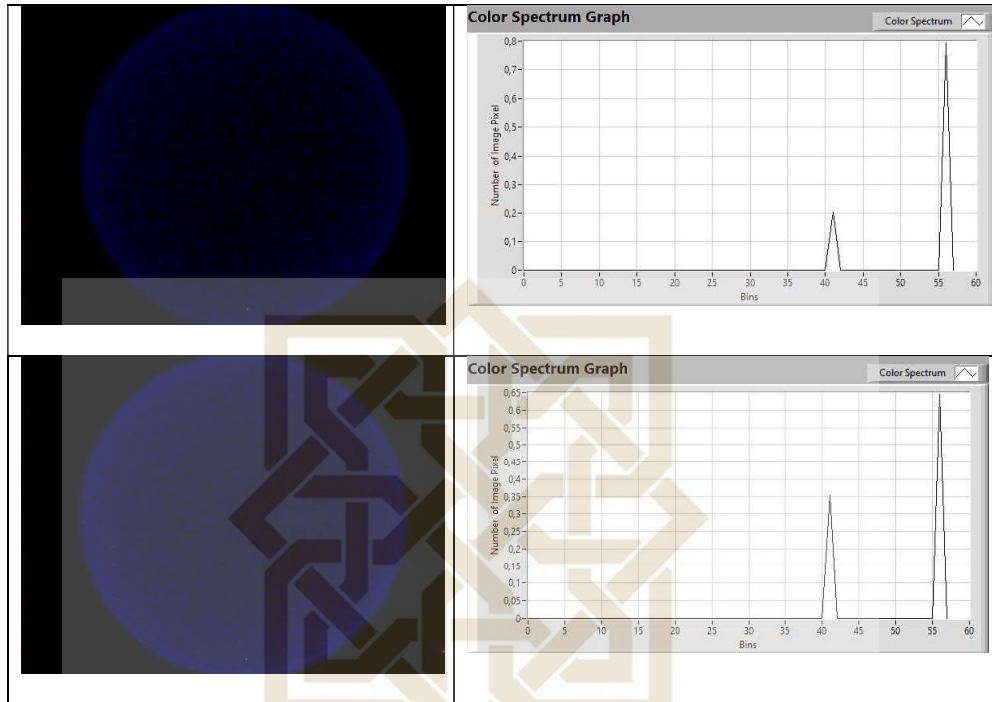 Color Spectrum Graph
Color Spectrum
Number of Image Pixel
0,8
0,7
0,6
0,5
0,4
0,3
0,2
0,1
0
0 5 10 15 20 25 30 35 40 45 50 55 60
Bins
Color Spectrum Graph
Color Spectrum
Number of Image Pixel
0,65
0,6
0,55
0,5
0,45
0,4
0,35
0,3
0,25
0,2
0,15
0,1
0,05
0
0 5 10 15 20 25 30 35 40 45 50 55 60
Bins